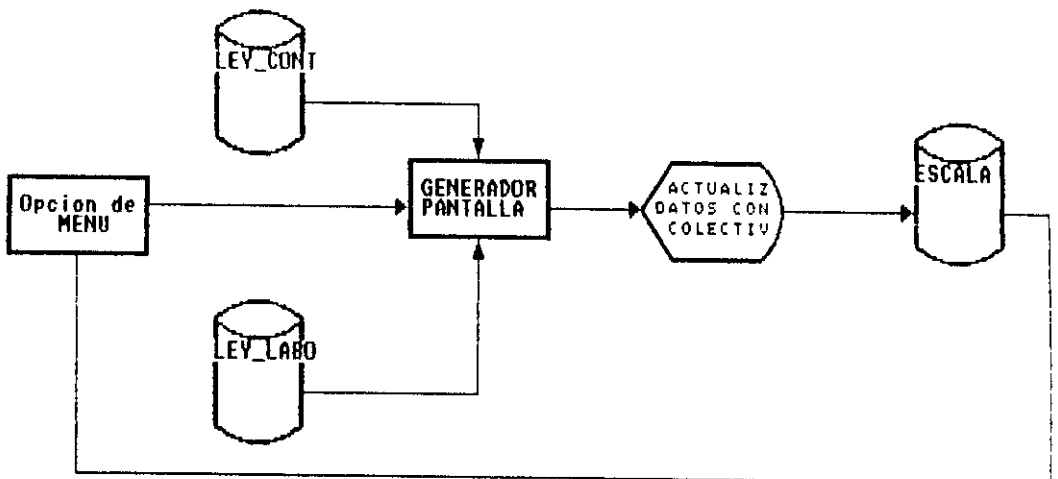 LEY_CONT
Opcion de
MENU
GENERADOR
PANTALLA
ACTUALIZ
DATOS CON
COLECTIV
ESCALA
LEY_LABO